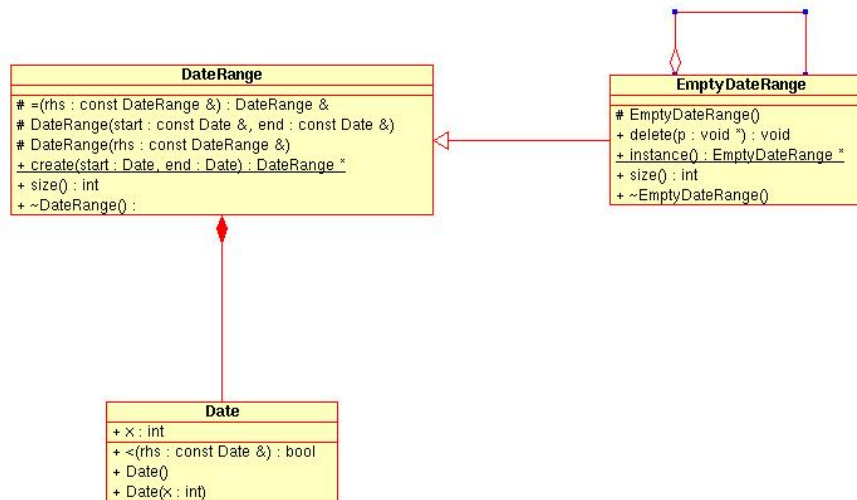 DateRange
# =(rhs : const DateRange &) : DateRange &
# DateRange(start : const Date &, end : const Date &)
# DateRange(rhs : const DateRange &)
+ create(start : Date, end : Date) : DateRange *
+ size() : int
+ ~DateRange() :
EmptyDateRange
# EmptyDateRange()
+ delete(p : void *) : void
+ instance() : EmptyDateRange *
+ size() : int
+ ~EmptyDateRange()
Date
+ x : int
+ <(rhs : const Date &) : bool
+ Date()
+ Date(x : int)